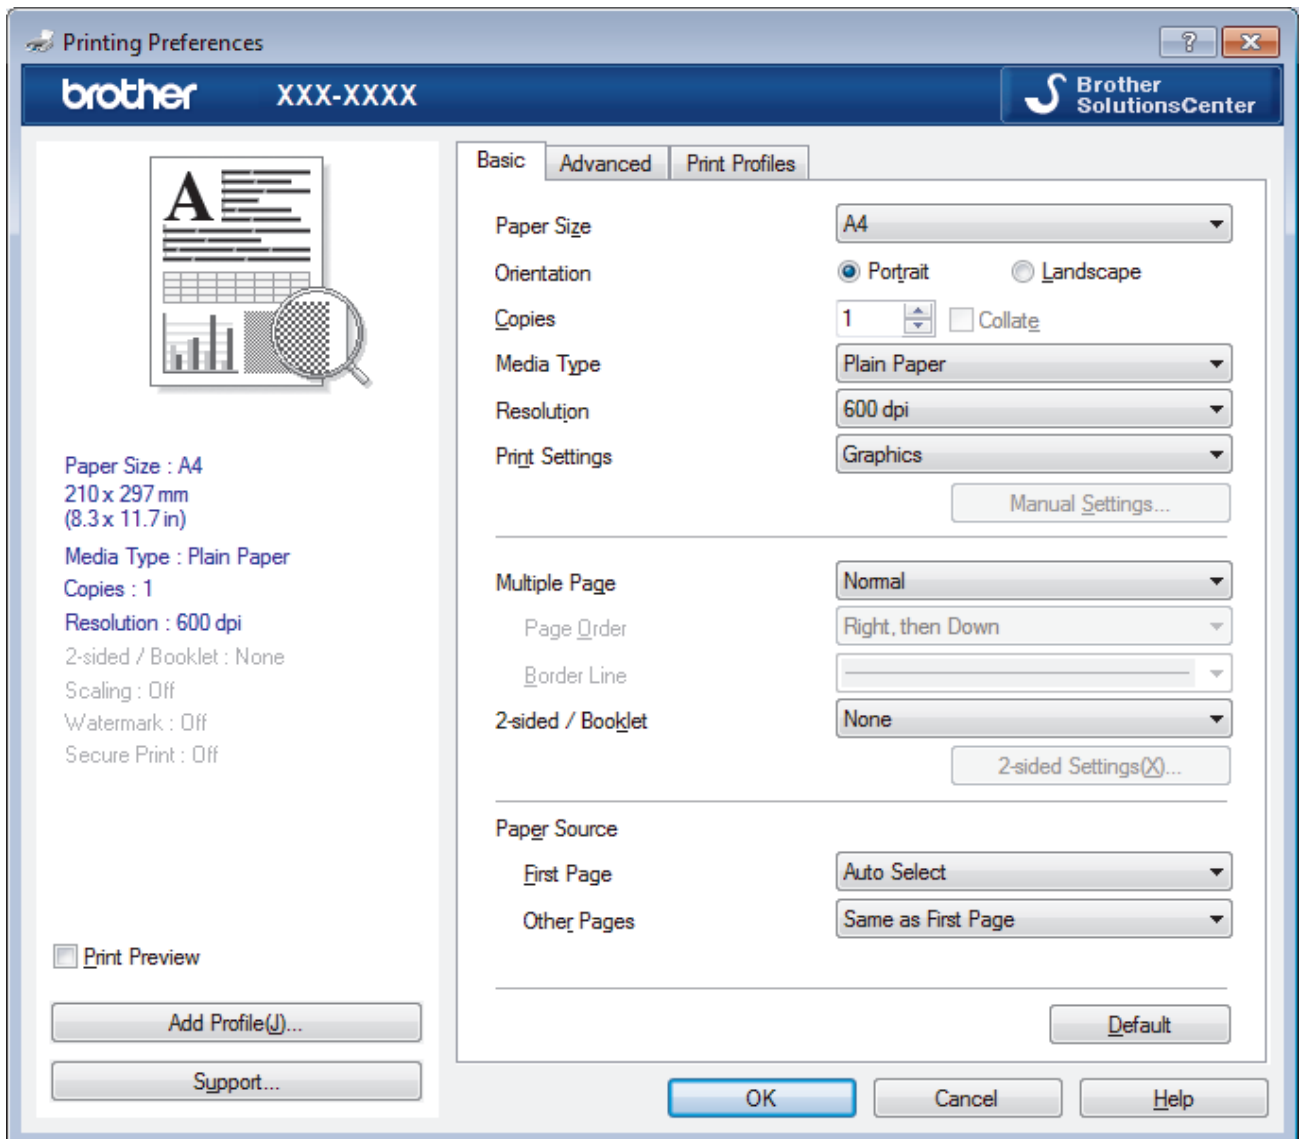 Printing Preferences
brother XXX-XXXX Brother
SolutionsCenter
A
Paper Size : A4
210 x 297 mm
(8.3 x 11.7 in)
Media Type : Plain Paper
Copies : 1
Resolution : 600 dpi
2-sided / Booklet : None
Scaling : Off
Watermark : Off
Secure Print : Off
Print Preview
Add Profile(J)...
Support...
Basic Advanced Print Profiles
Paper Size A4
Orientation Portrait Landscape
Copies 1 Collate
Media Type Plain Paper
Resolution 600 dpi
Print Settings Graphics
Manual Settings...
Multiple Page Normal
Page Order Right, then Down
Border Line
2-sided / Booklet None
2-sided Settings(X)...
Paper Source
First Page Auto Select
Other Pages Same as First Page
Default
OK Cancel Help